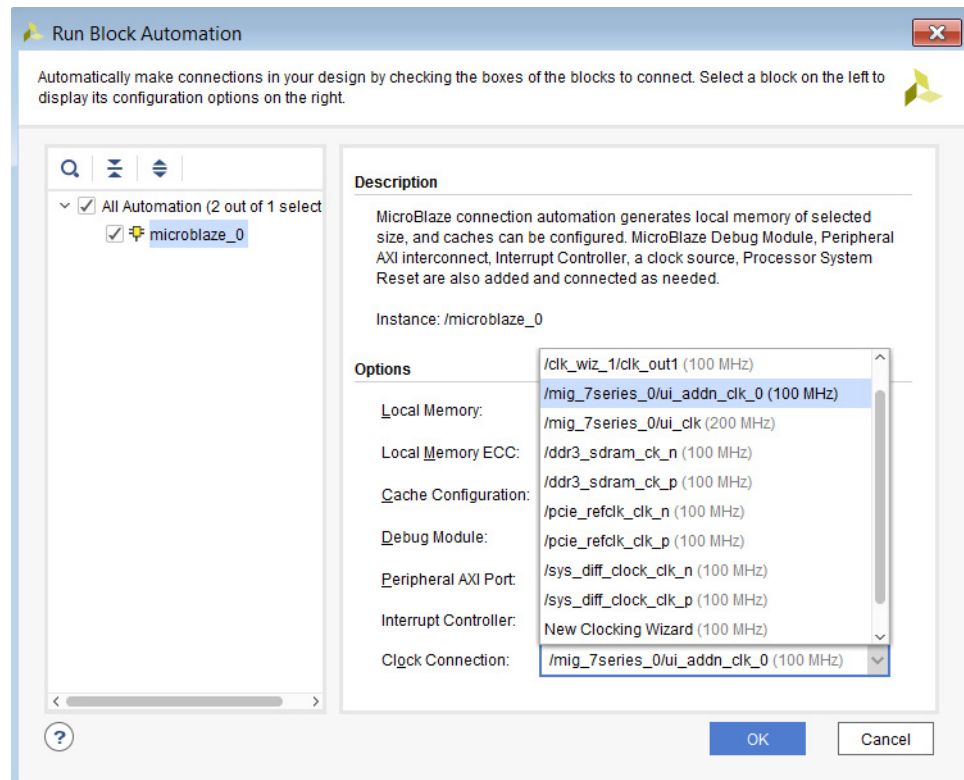 Run Block Automation
Automatically make connections in your design by checking the boxes of the blocks to connect. Select a block on the left to
display its configuration options on the right.
All Automation (2 out of 1 select
microblaze_0
Description
MicroBlaze connection automation generates local memory of selected
size, and caches can be configured. MicroBlaze Debug Module, Peripheral
AXI interconnect, Interrupt Controller, a clock source, Processor System
Reset are also added and connected as needed.
Instance: /microblaze_0
Options
Local Memory:
Local Memory ECC:
Cache Configuration:
Debug Module:
Peripheral AXI Port:
Interrupt Controller:
Clock Connection:
/clk_wiz_1/clk_out1 (100 MHz)
/mig_7series_0/ui_addn_clk_0 (100 MHz)
/mig_7series_0/ui_clk (200 MHz)
/ddr3_sdram_ck_n (100 MHz)
/ddr3_sdram_ck_p (100 MHz)
/pcie_refclk_clk_n (100 MHz)
/pcie_refclk_clk_p (100 MHz)
/sys_diff_clock_clk_n (100 MHz)
/sys_diff_clock_clk_p (100 MHz)
New Clocking Wizard (100 MHz)
/mig_7series_0/ui_addn_clk_0 (100 MHz)
?
OK
Cancel